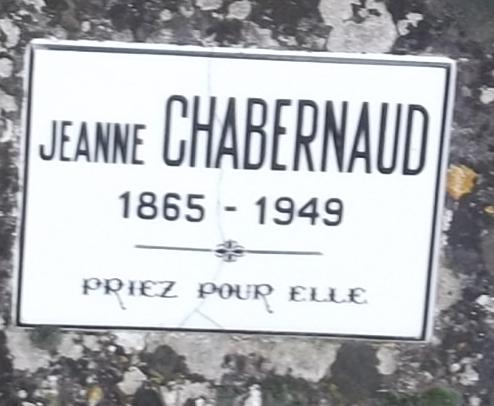 JEANNE CHABERNAUD
1865 - 1949
PRIEZ POUR ELLE